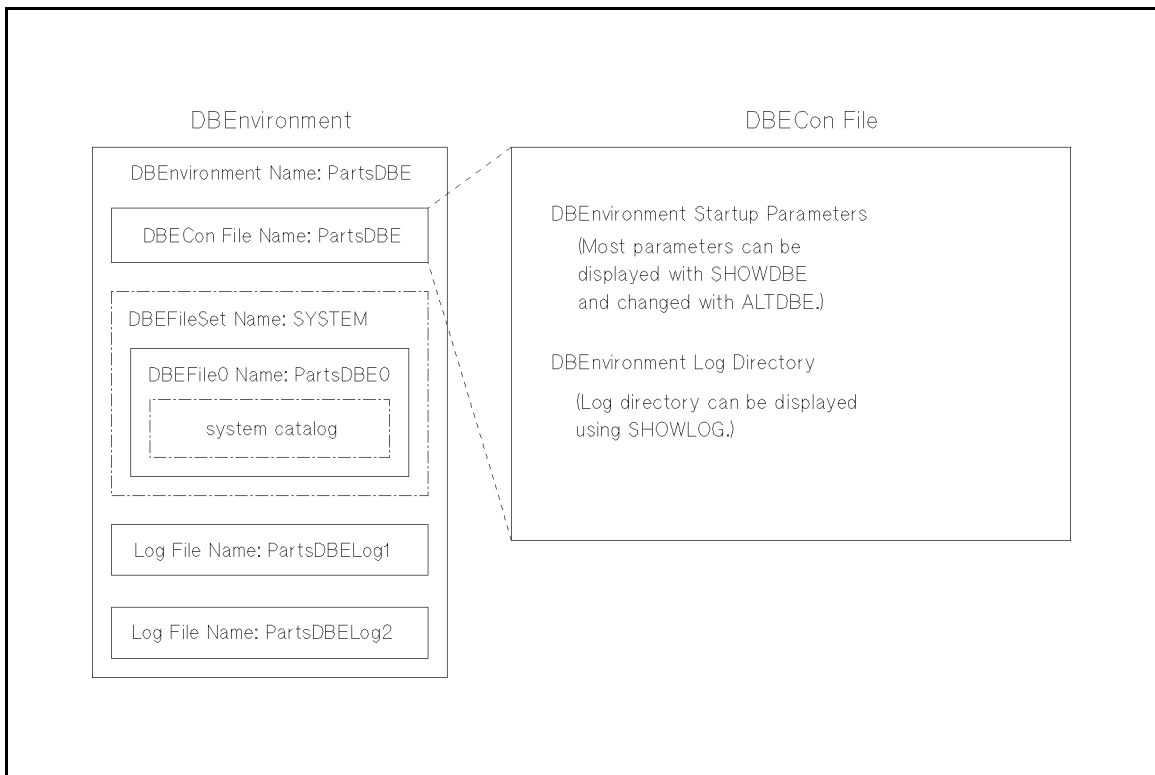 DBEnvironment
DBEnvironment Name: PartsDBE
DBECon File Name: PartsDBE
DBEFileSet Name: SYSTEM
DBEFile0 Name: PartsDBE0
system catalog
Log File Name: PartsDBELog1
Log File Name: PartsDBELog2
DBECon File
DBEnvironment Startup Parameters
(Most parameters can be
displayed with SHOWDBE
and changed with ALTDBE.)
DBEnvironment Log Directory
(Log directory can be displayed
using SHOWLOG.)